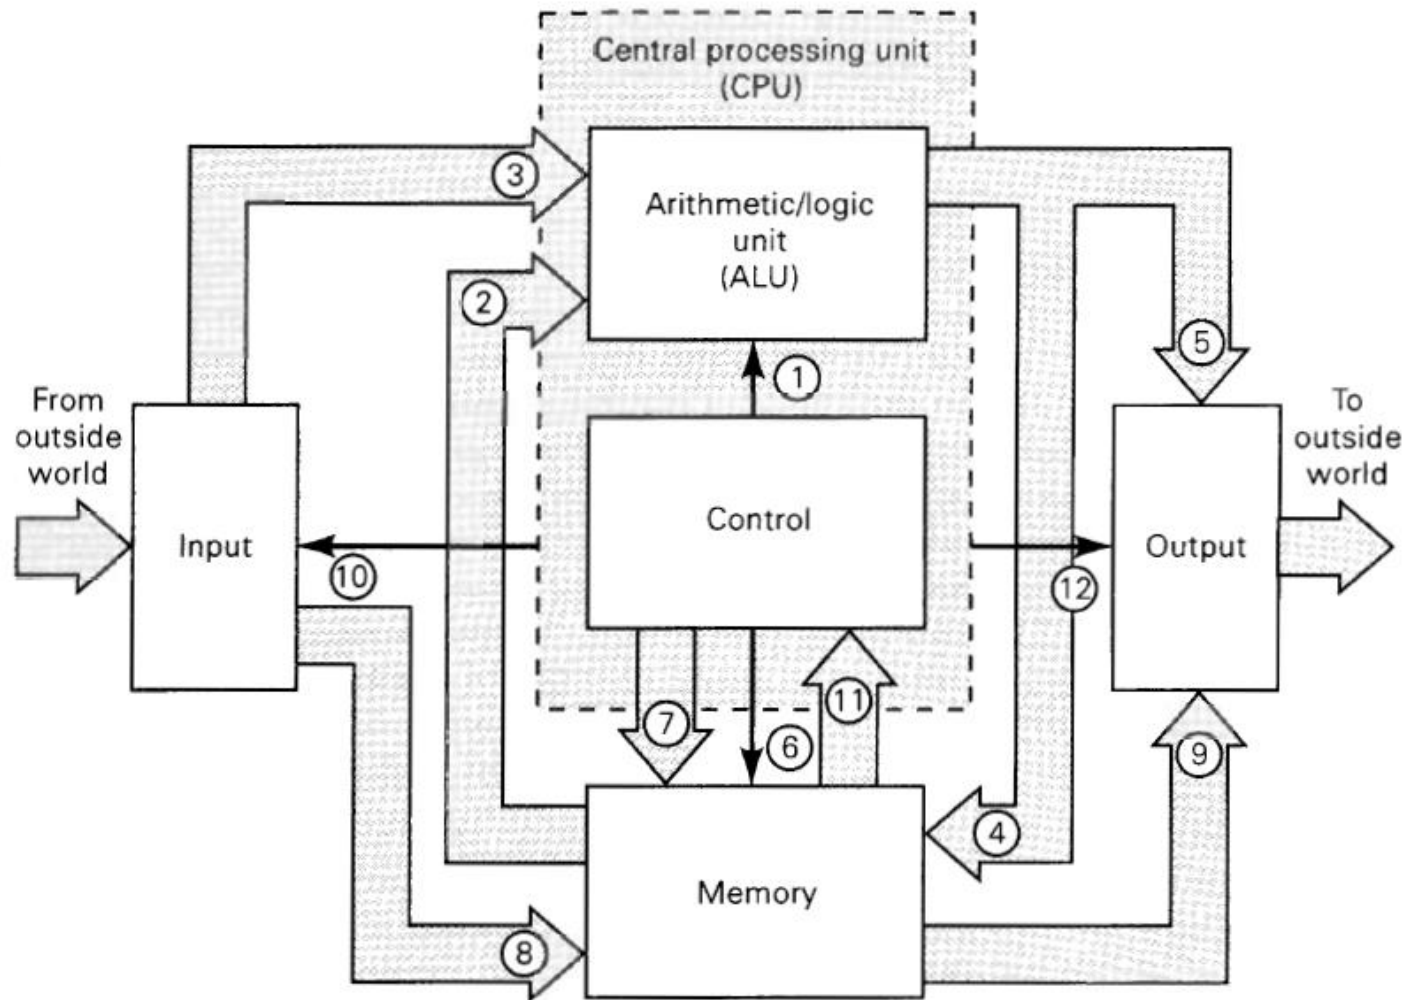 Central processing unit
(CPU)
3
Arithmetic/logic
unit
(ALU)
2
5
1
From
outside
world
To
outside
world
Input
Control
Output
10
12
7
6
11
9
4
Memory
8